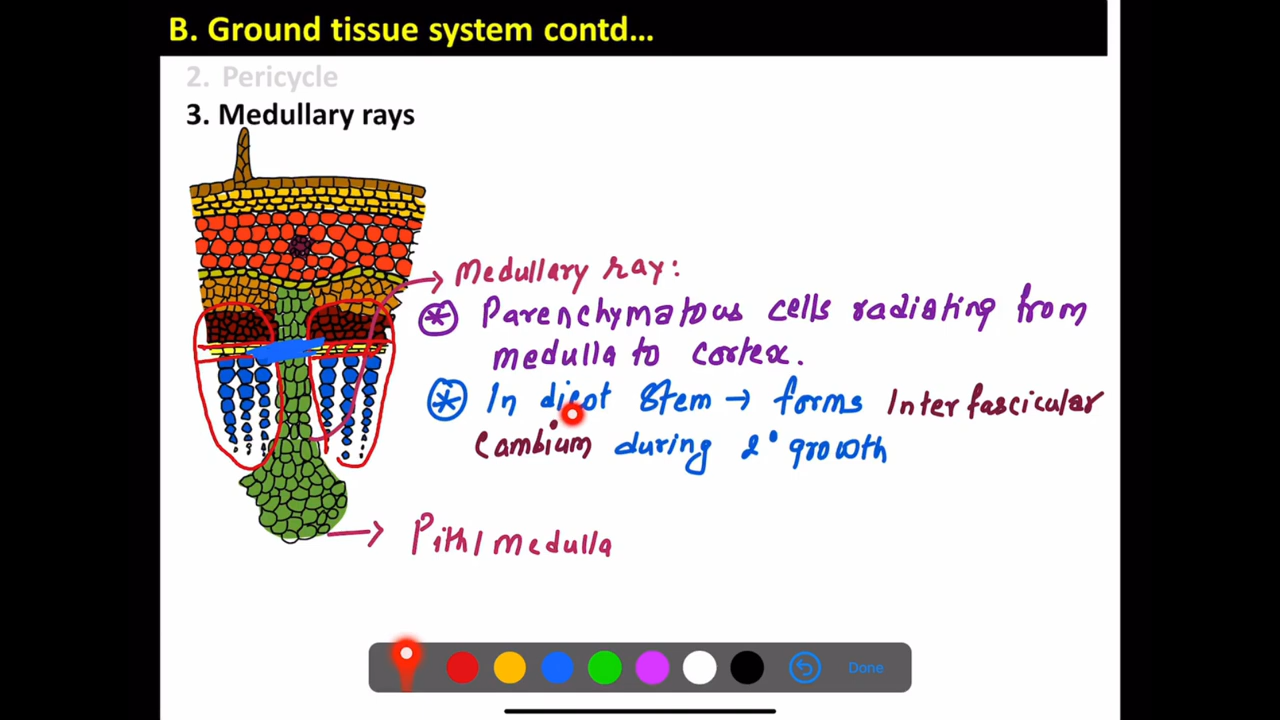 B. Ground tissue system contd...
2. Pericycle
3. Medullary rays
Medullary ray:
* Parenchymatous cells radiating from
medulla to cortex.
* In dicot stem → forms Interfascicular
Cambium during 2° growth
Pith/medulla
Done